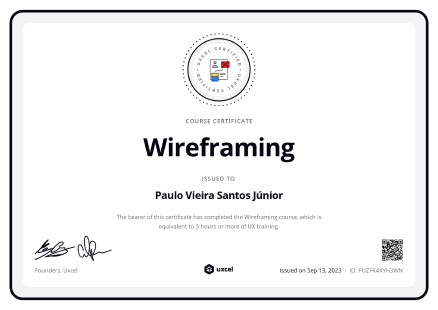 UXCEL CERTIFIED • UXCEL CERTIFIED •
COURSE CERTIFICATE
Wireframing
ISSUED TO
Paulo Vieira Santos Júnior
The bearer of this certificate has completed the Wireframing course, which is
equivalent to 3 hours or more of UX training.
Founders, Uxcel
uxcel
Issued on Sep 13, 2023 • ID: